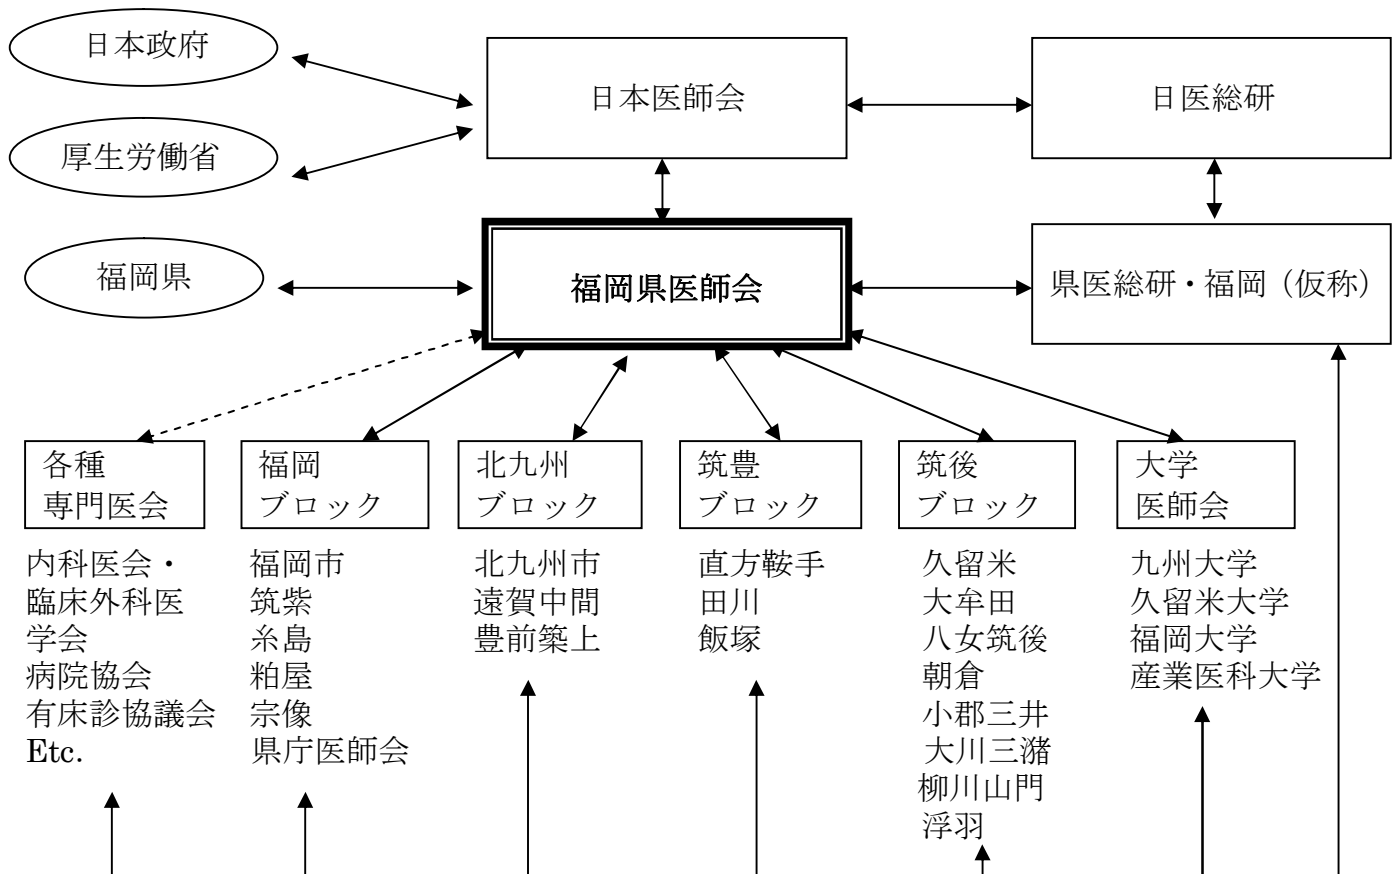 日本政府
日本医師会
日医総研
厚生労働省
福岡県
福岡県医師会
県医総研・福岡（仮称）
各種
専門医会
福岡
ブロック
北九州
ブロック
筑豊
ブロック
筑後
ブロック
大学
医師会
内科医会・
臨床外科医
学会
病院協会
有床診協議会
Etc.
福岡市
筑紫
糸島
粕屋
宗像
県庁医師会
北九州市
遠賀中間
豊前築上
直方鞍手
田川
飯塚
久留米
大牟田
八女筑後
朝倉
小郡三井
大川三潴
柳川山門
浮羽
九州大学
久留米大学
福岡大学
産業医科大学